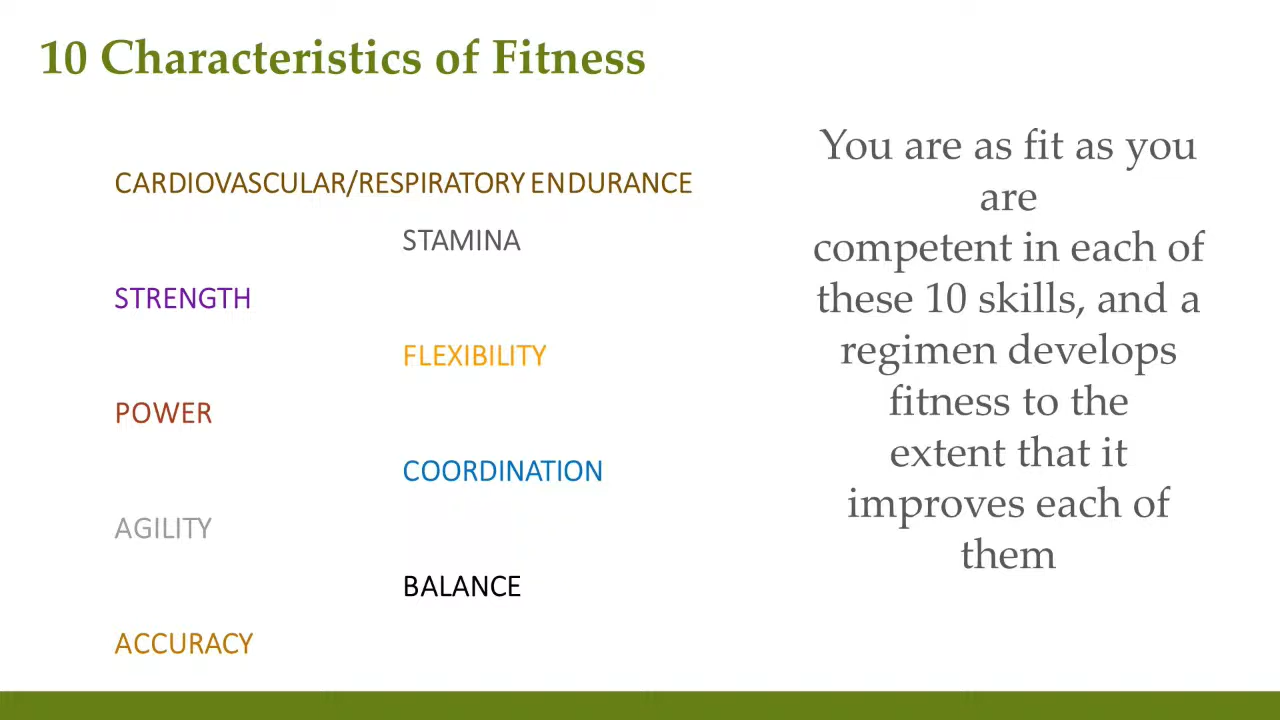 10 Characteristics of Fitness
CARDIOVASCULAR/RESPIRATORY ENDURANCE
STAMINA
STRENGTH
FLEXIBILITY
POWER
COORDINATION
AGILITY
BALANCE
ACCURACY
You are as fit as you
are
competent in each of
these 10 skills, and a
regimen develops
fitness to the
extent that it
improves each of
them